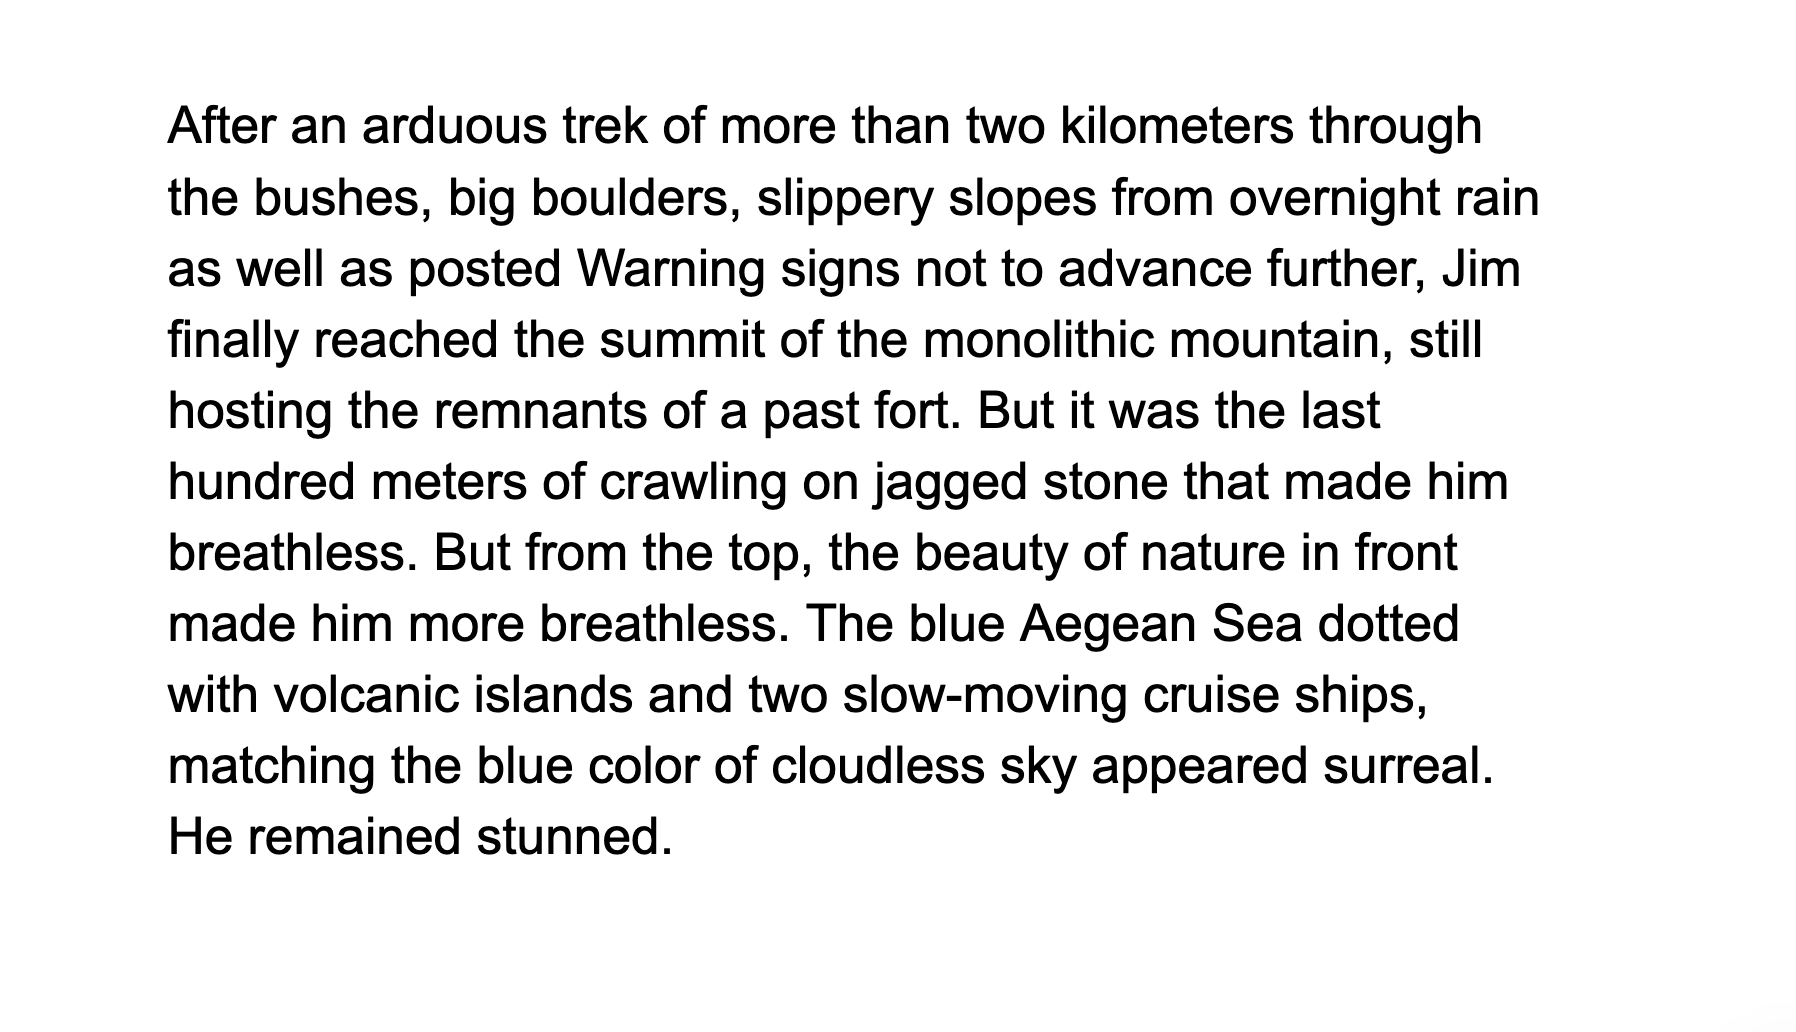 After an arduous trek of more than two kilometers through
the bushes, big boulders, slippery slopes from overnight rain
as well as posted Warning signs not to advance further, Jim
finally reached the summit of the monolithic mountain, still
hosting the remnants of a past fort. But it was the last
hundred meters of crawling on jagged stone that made him
breathless. But from the top, the beauty of nature in front
made him more breathless. The blue Aegean Sea dotted
with volcanic islands and two slow-moving cruise ships,
matching the blue color of cloudless sky appeared surreal.
He remained stunned.